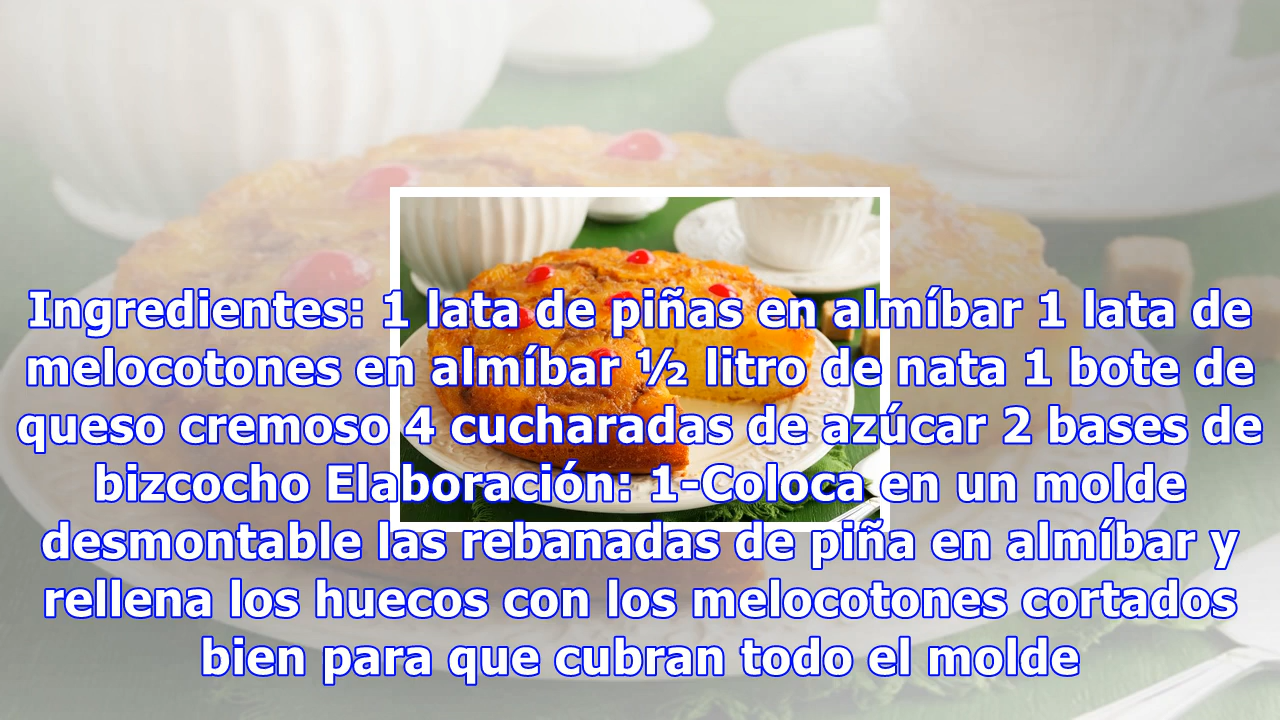 Ingredientes: 1 lata de piñas en almíbar 1 lata de
melocotones en almíbar ½ litro de nata 1 bote de
queso cremoso 4 cucharadas de azúcar 2 bases de
bizcocho Elaboración: 1-Coloca en un molde
desmontable las rebanadas de piña en almíbar y
rellena los huecos con los melocotones cortados
bien para que cubran todo el molde